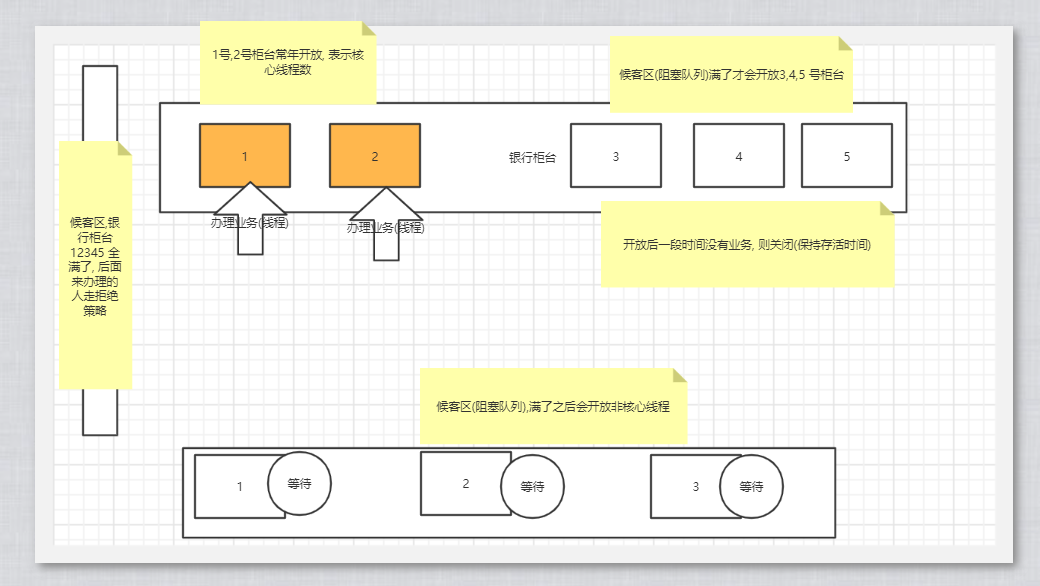 1号,2号柜台常年开放, 表示核
心线程数
候客区(阻塞队列)满了才会开放3,4,5 号柜台
1
2
银行柜台
3
4
5
办理业务(线程)
办理业务(线程)
候客区,银
行柜台
12345 全
满了, 后面
来办理的
人走拒绝
策略
开放后一段时间没有业务, 则关闭(保持存活时间)
候客区(阻塞队列),满了之后会开放非核心线程
1
等待
2
等待
3
等待